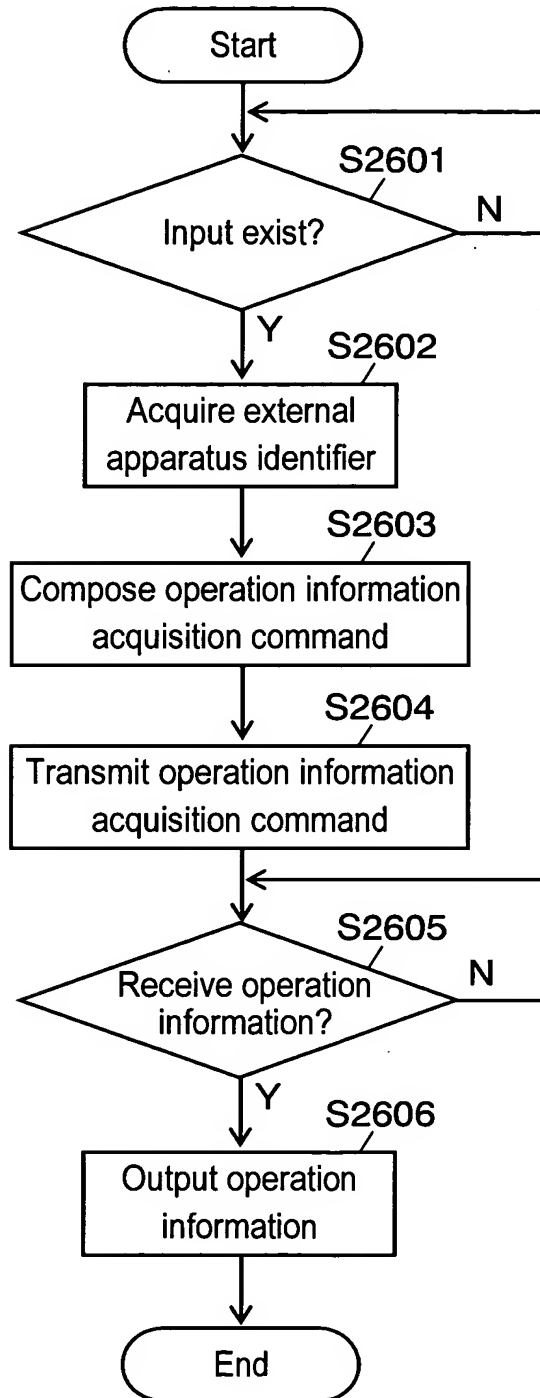 Start
S2601
Input exist?
N
Y
S2602
Acquire external
apparatus identifier
S2603
Compose operation information
acquisition command
S2604
Transmit operation information
acquisition command
S2605
Receive operation
information?
N
Y
S2606
Output operation
information
End